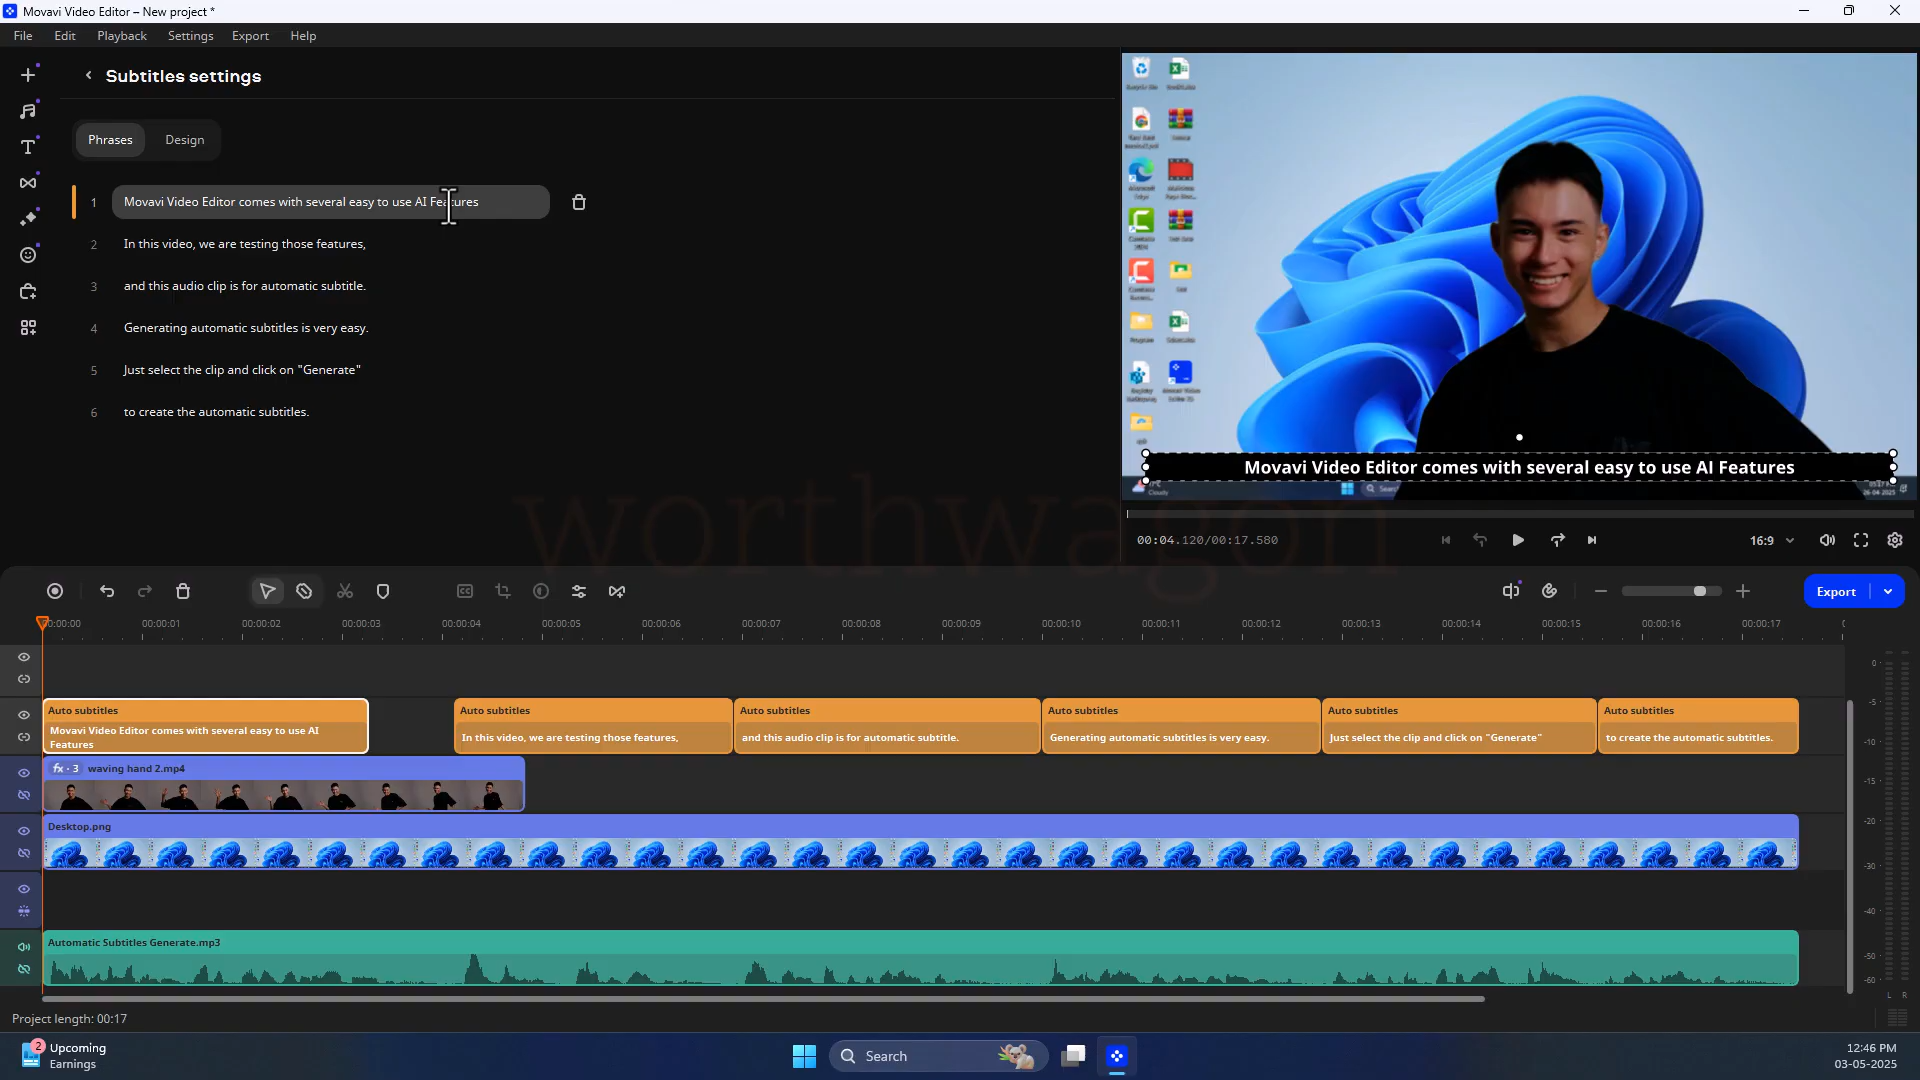 Movavi Video Editor – New project *
File Edit Playback Settings Export Help
Subtitles settings
Phrases Design
1 Movavi Video Editor comes with several easy to use AI Features
2 In this video, we are testing those features,
3 and this audio clip is for automatic subtitle.
4 Generating automatic subtitles is very easy.
5 Just select the clip and click on "Generate"
6 to create the automatic subtitles.
worthwagon
Movavi Video Editor comes with several easy to use AI Features
00:04.120/00:17.580
16:9
Export
00:00:00 00:00:01 00:00:02 00:00:03 00:00:04 00:00:05 00:00:06 00:00:07 00:00:08 00:00:09 00:00:10 00:00:11 00:00:12 00:00:13 00:00:14 00:00:15 00:00:16 00:00:17
Auto subtitles Auto subtitles Auto subtitles Auto subtitles Auto subtitles Auto subtitles
Movavi Video Editor comes with several easy to use AI
Features
In this video, we are testing those features, and this audio clip is for automatic subtitle. Generating automatic subtitles is very easy. Just select the clip and click on "Generate" to create the automatic subtitles.
fx · 3 waving hand 2.mp4
Desktop.png
Automatic Subtitles Generate.mp3
0
-5
-10
-15
-20
-30
-40
-50
-60
L R
Project length: 00:17
2
Upcoming
Earnings
Search
12:46 PM
03-05-2025